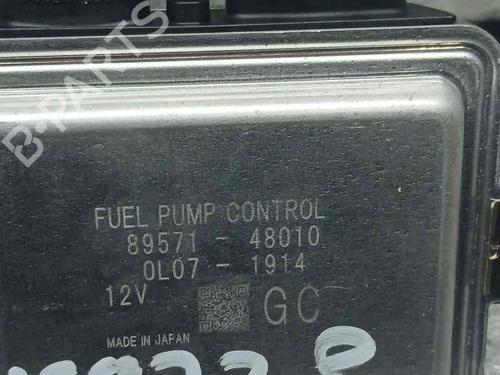 B-PARTS
FUEL PUMP CONTROL
89571 - 48010
0L07 - 1914
12V GC
MADE IN JAPAN